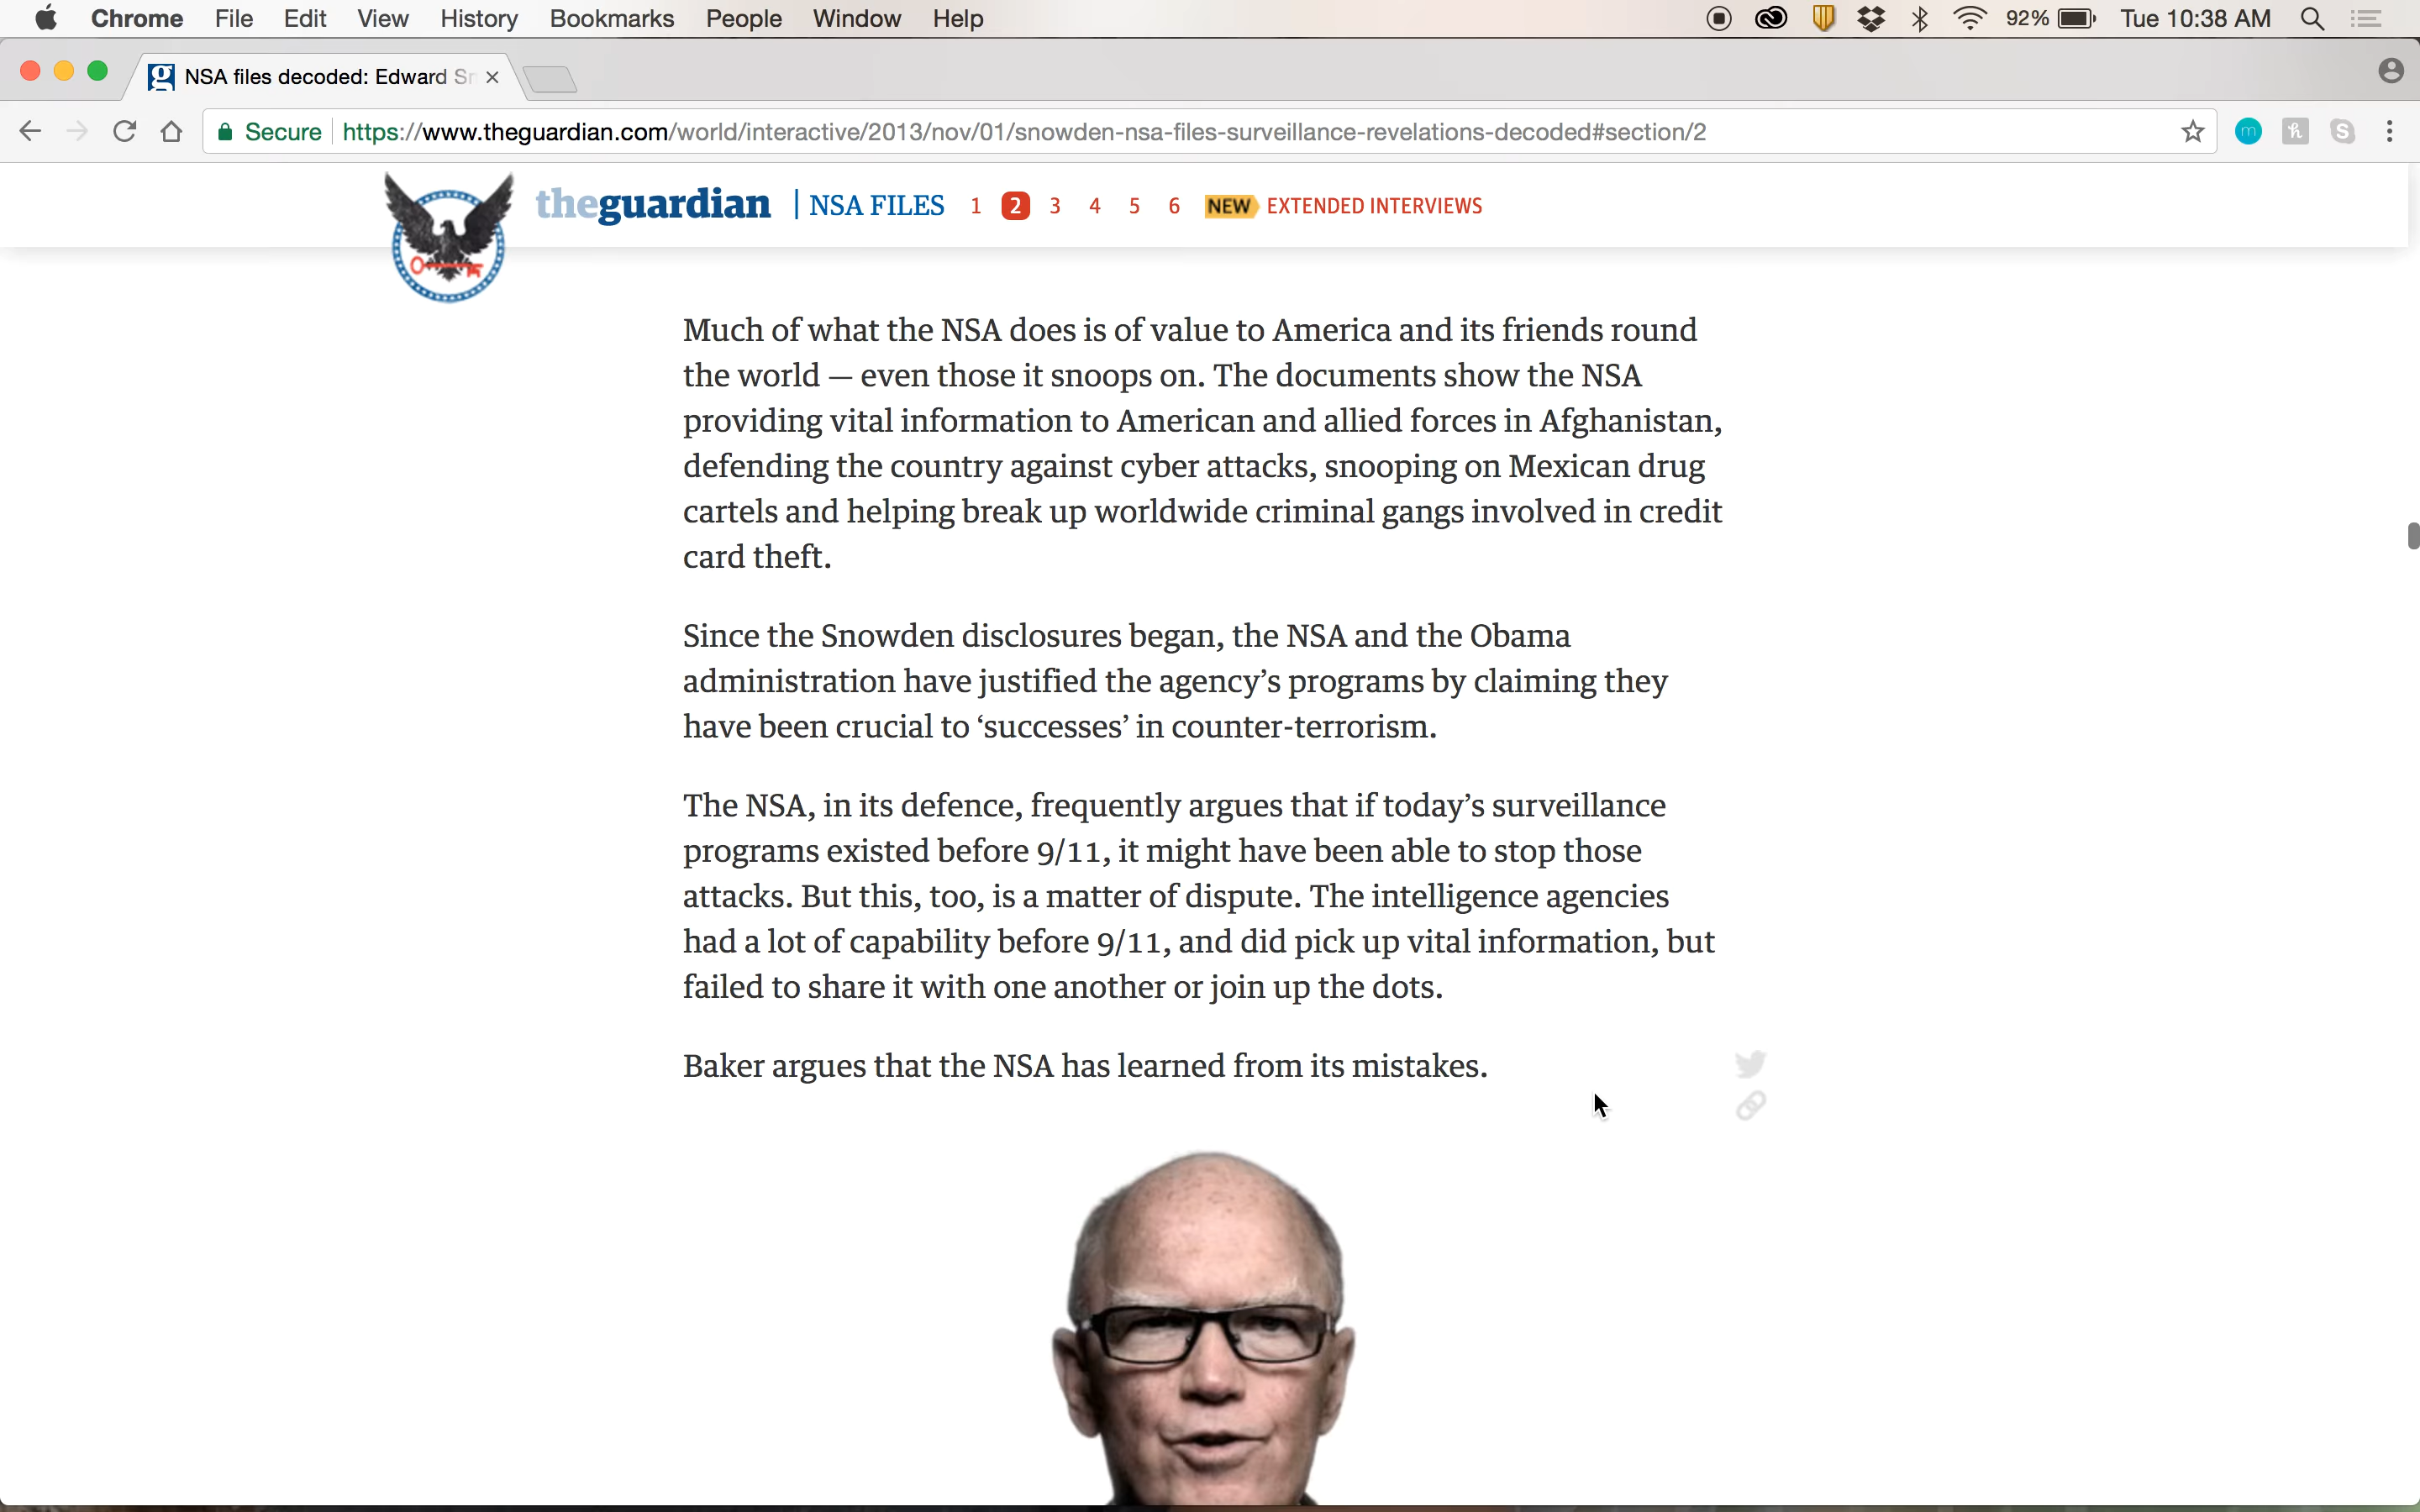 Chrome File Edit View History Bookmarks People Window Help 92% Tue 10:38 AM
NSA files decoded: Edward Sn
Secure https://www.theguardian.com/world/interactive/2013/nov/01/snowden-nsa-files-surveillance-revelations-decoded#section/2
theguardian NSA FILES 1 2 3 4 5 6 NEW EXTENDED INTERVIEWS
Much of what the NSA does is of value to America and its friends round
the world — even those it snoops on. The documents show the NSA
providing vital information to American and allied forces in Afghanistan,
defending the country against cyber attacks, snooping on Mexican drug
cartels and helping break up worldwide criminal gangs involved in credit
card theft.
Since the Snowden disclosures began, the NSA and the Obama
administration have justified the agency’s programs by claiming they
have been crucial to ‘successes’ in counter-terrorism.
The NSA, in its defence, frequently argues that if today’s surveillance
programs existed before 9/11, it might have been able to stop those
attacks. But this, too, is a matter of dispute. The intelligence agencies
had a lot of capability before 9/11, and did pick up vital information, but
failed to share it with one another or join up the dots.
Baker argues that the NSA has learned from its mistakes.